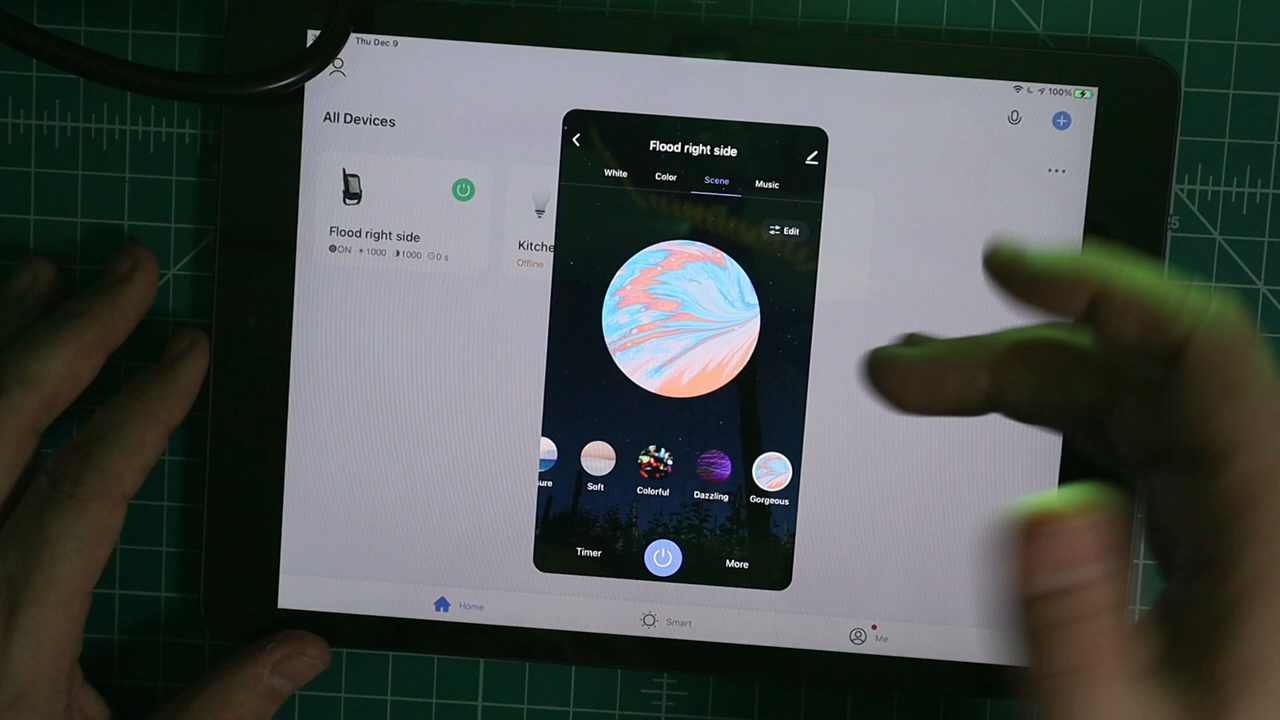 Thu Dec 9
100%
All Devices
Flood right side
ON 1000 1000 0 s
Kitche
Offline
Flood right side
White Color Scene Music
Edit
ure Soft Colorful Dazzling Gorgeous
Timer More
Home Smart Me